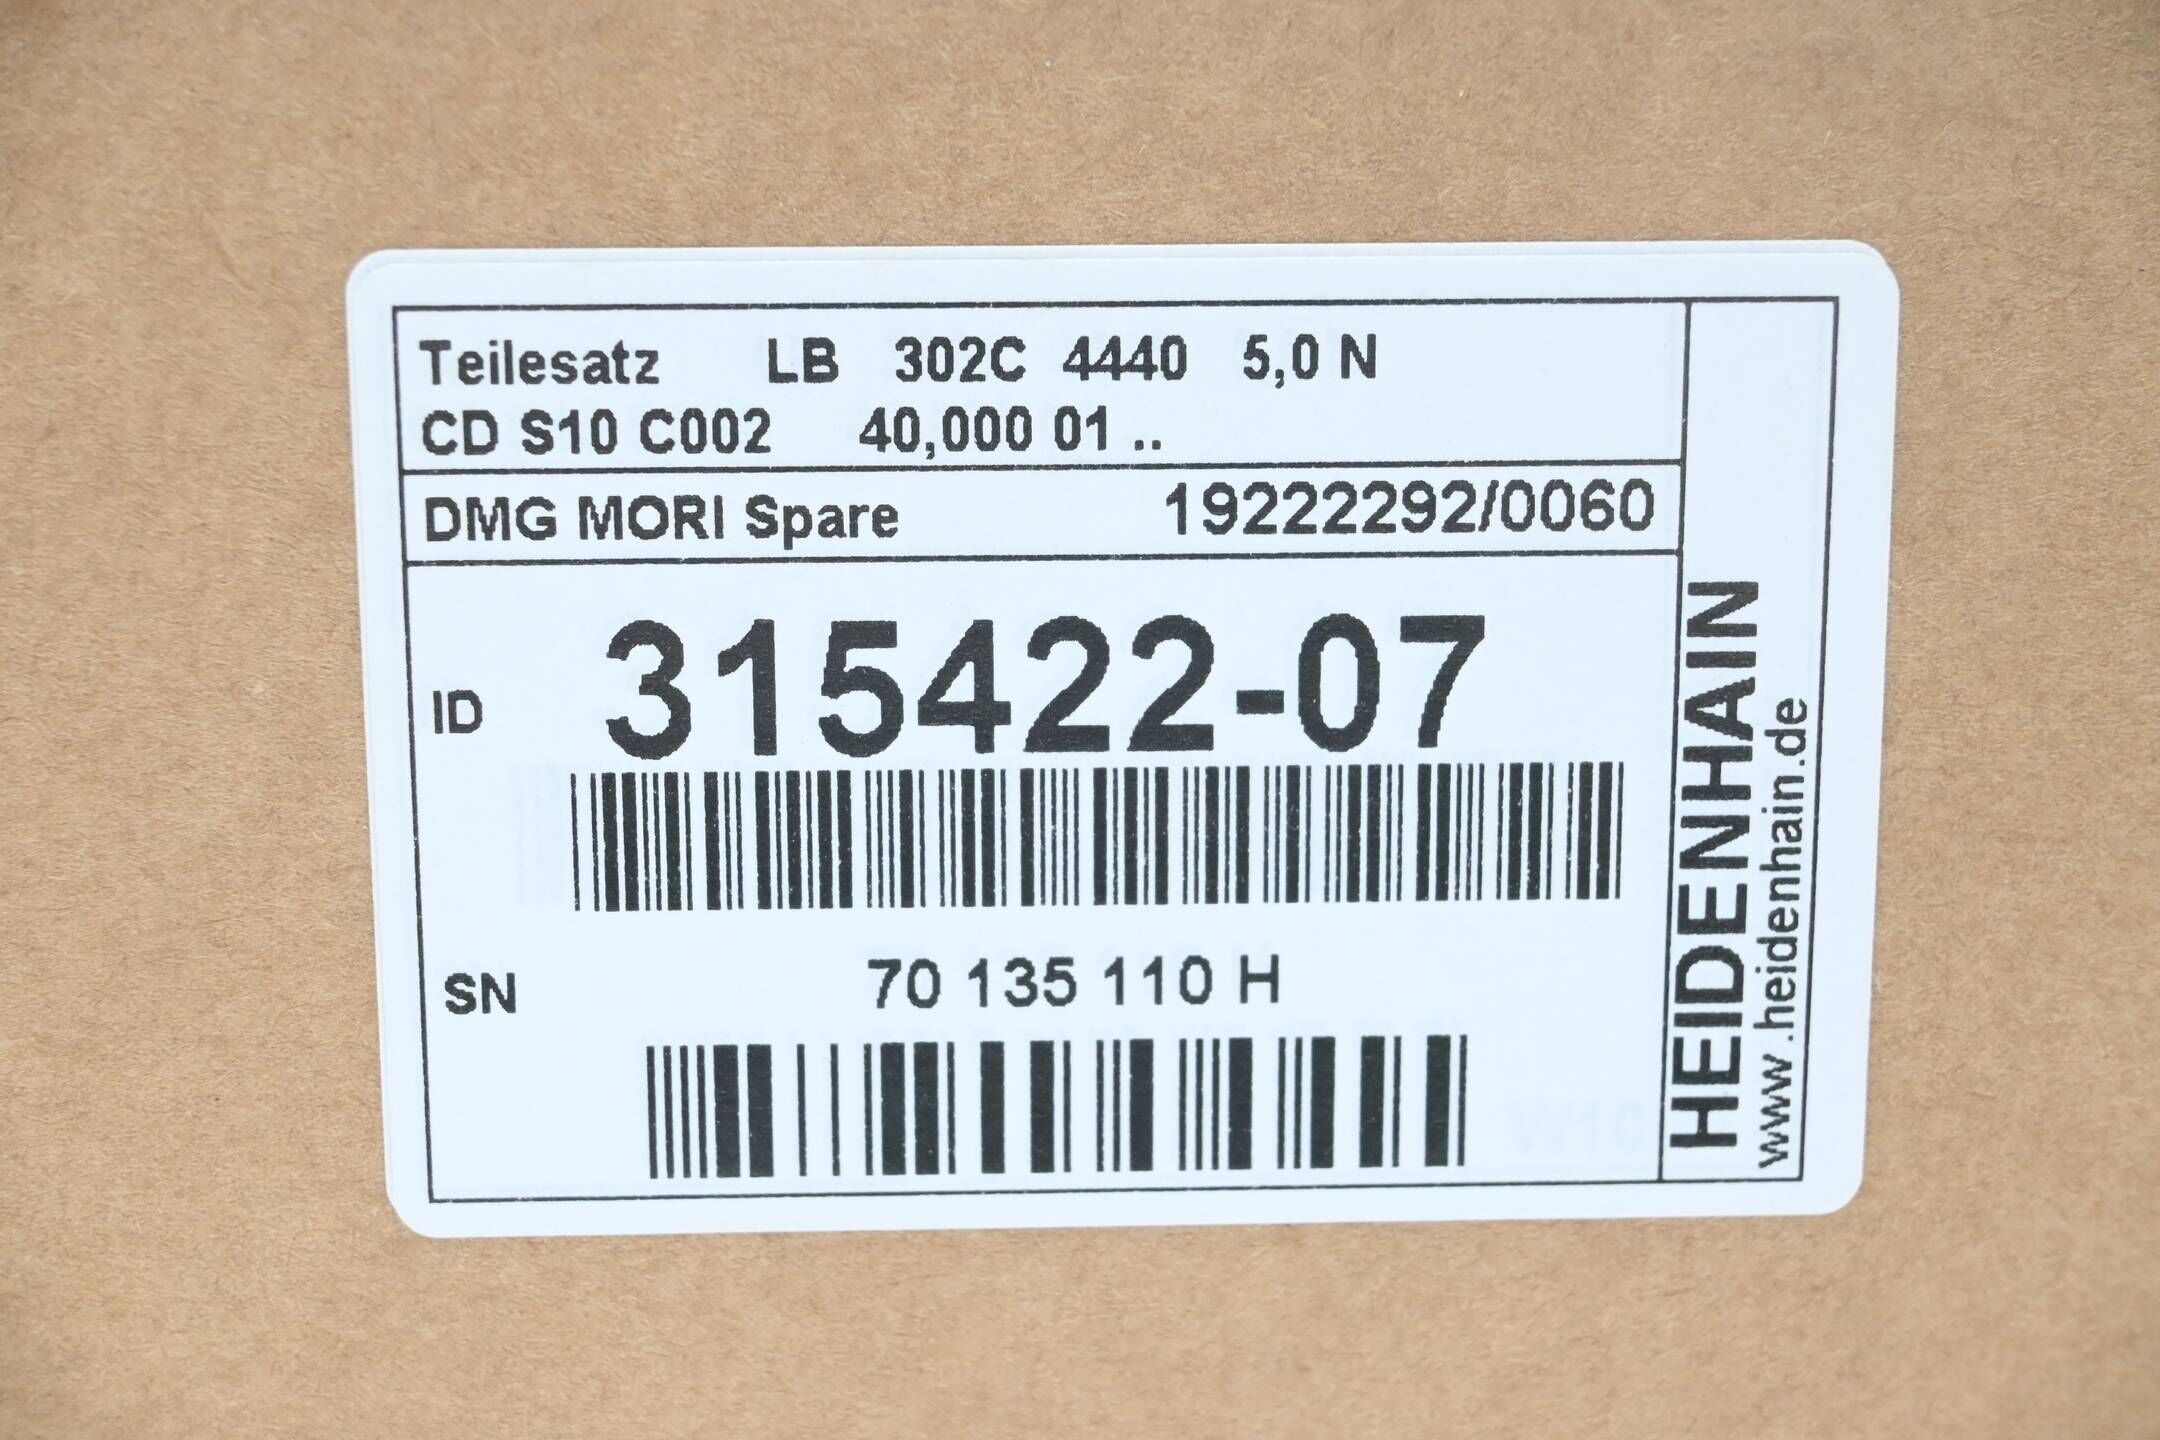 Teilesatz LB 302C 4440 5,0 N
CD S10 C002 40,000 01 ..
DMG MORI Spare 19222292/0060
ID 315422-07
SN 70 135 110 H
HEIDENHAIN
www.heidenhain.de